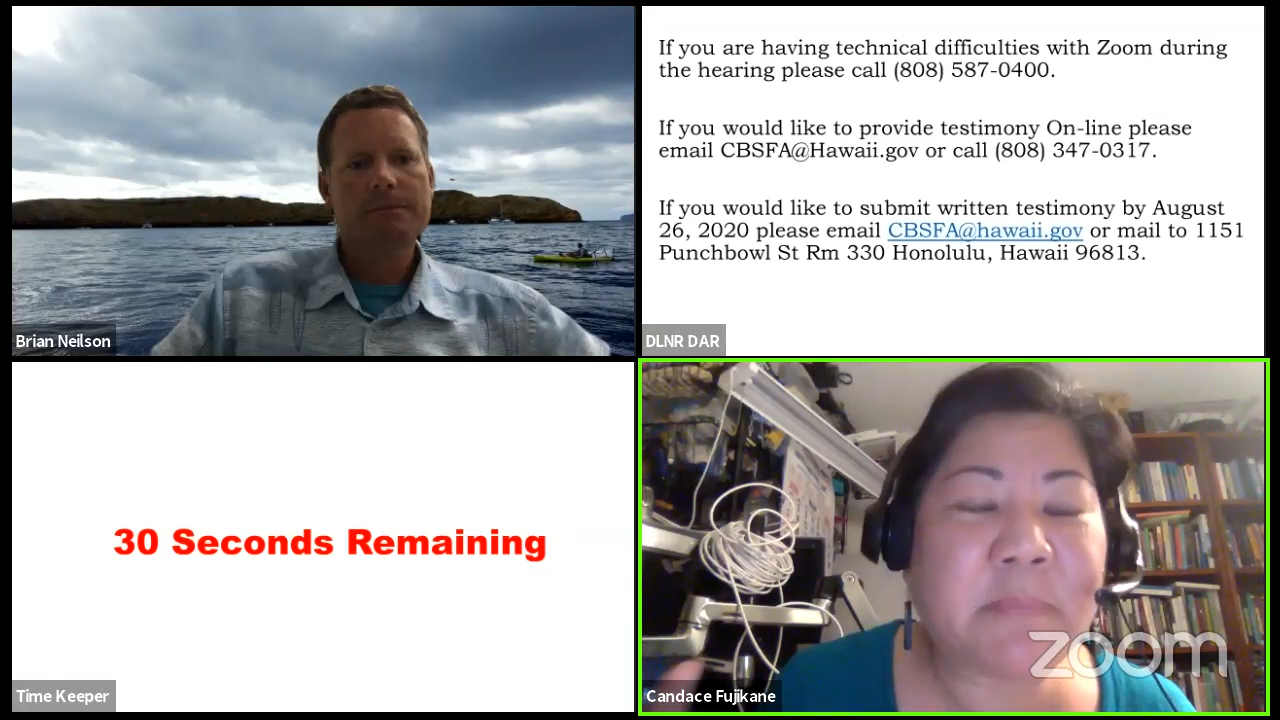 If you are having technical difficulties with Zoom during
the hearing please call (808) 587-0400.
If you would like to provide testimony On-line please
email CBSFA@Hawaii.gov or call (808) 347-0317.
If you would like to submit written testimony by August
26, 2020 please email CBSFA@hawaii.gov or mail to 1151
Punchbowl St Rm 330 Honolulu, Hawaii 96813.
Brian Neilson
DLNR DAR
30 Seconds Remaining
zoom
Time Keeper
Candace Fujikane